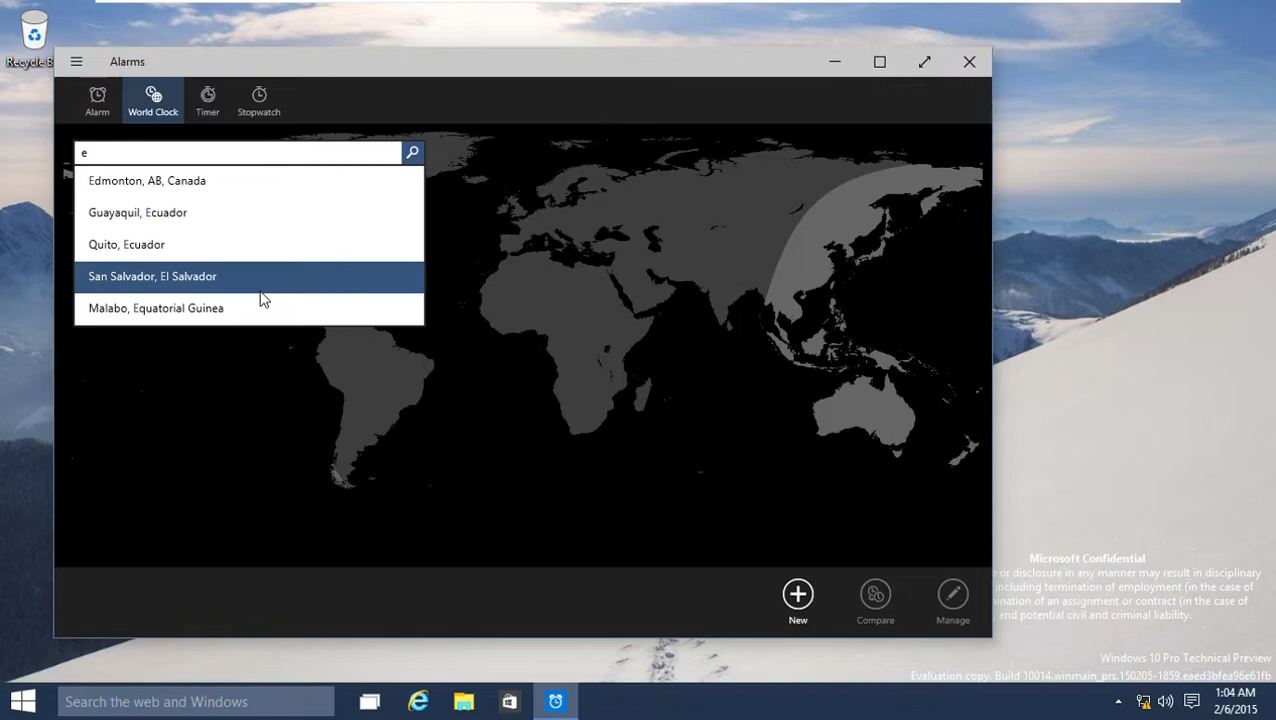 Recycle B
Alarms
Alarm
World Clock
Timer
Stopwatch
e
Edmonton, AB, Canada
Guayaquil, Ecuador
Quito, Ecuador
San Salvador, El Salvador
Malabo, Equatorial Guinea
New
Compare
Manage
Microsoft Confidential
e or disclosure in any manner may result in disciplinary
including termination of employment (in the case of
nination of an assignment or contract (in the case of
, and potential civil and criminal liability.
Windows 10 Pro Technical Preview
Evaluation copy. Build 10014.winmain_prs.150205-1859.eaed3bfea96e61fb
Search the web and Windows
1:04 AM
2/6/2015